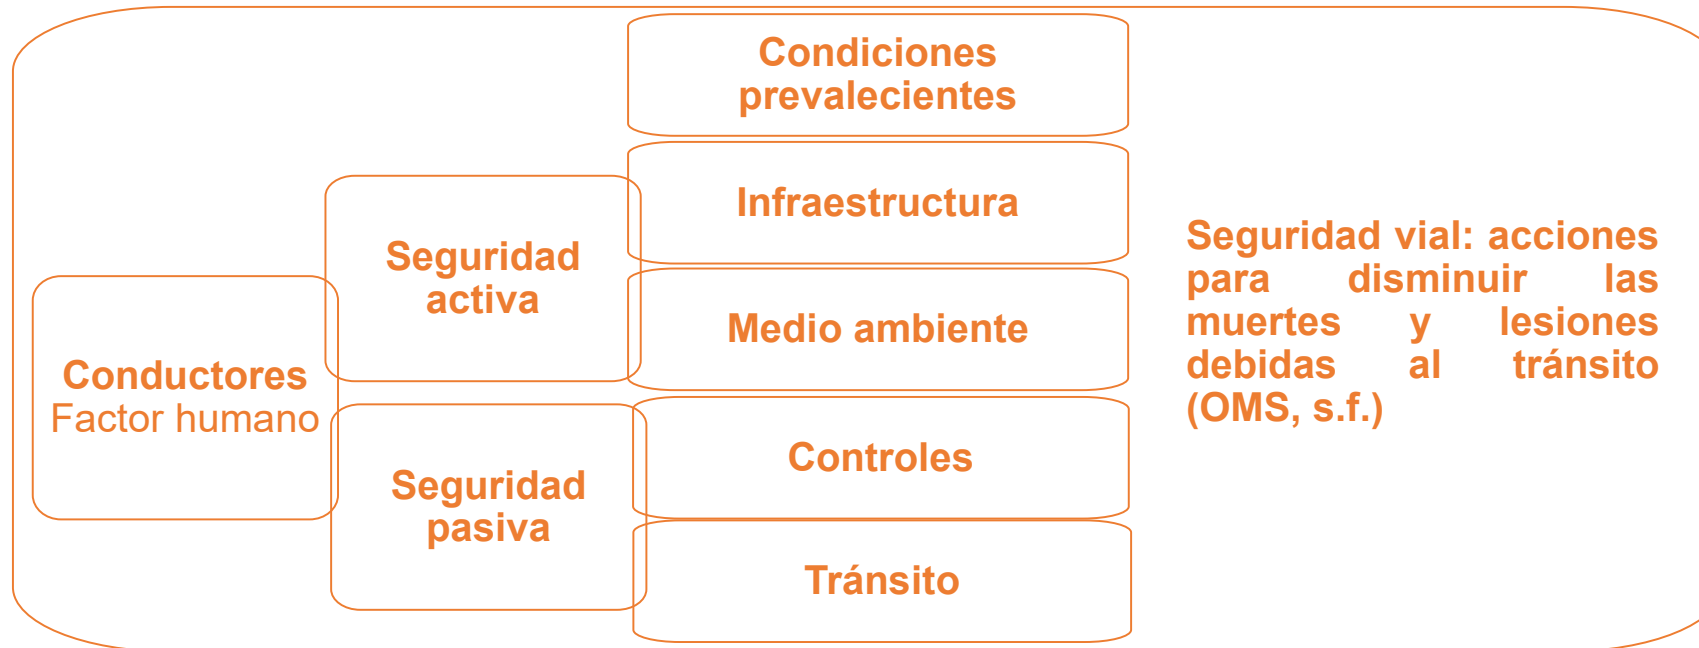 Condiciones
prevalecientes
Infraestructura
Seguridad
activa
Medio ambiente
Conductores
Factor humano
Controles
Seguridad
pasiva
Tránsito
Seguridad vial: acciones
para disminuir las
muertes y lesiones
debidas al tránsito
(OMS, s.f.)